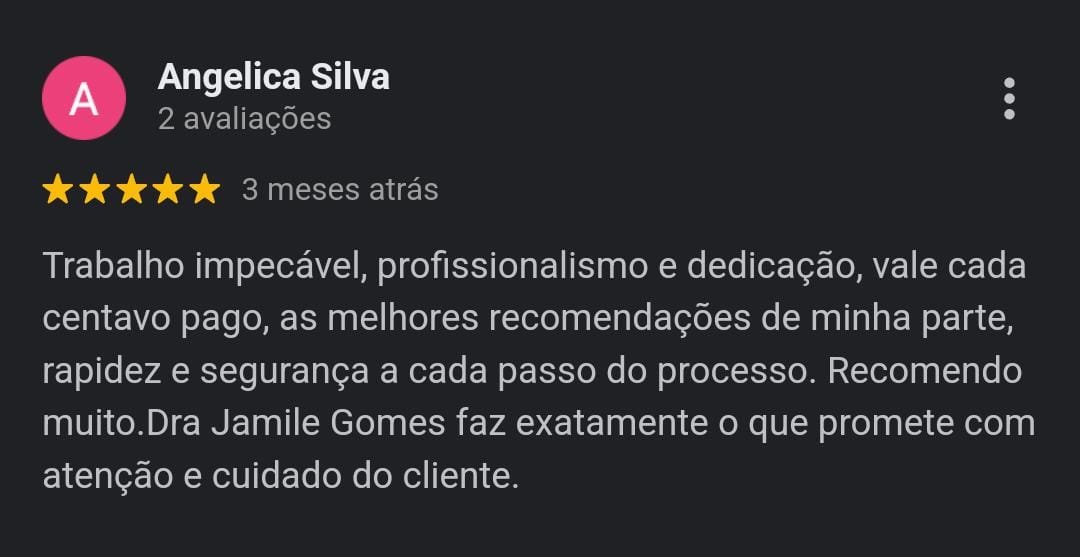 A
Angelica Silva
2 avaliações
3 meses atrás
Trabalho impecável, profissionalismo e dedicação, vale cada
centavo pago, as melhores recomendações de minha parte,
rapidez e segurança a cada passo do processo. Recomendo
muito.Dra Jamile Gomes faz exatamente o que promete com
atenção e cuidado do cliente.